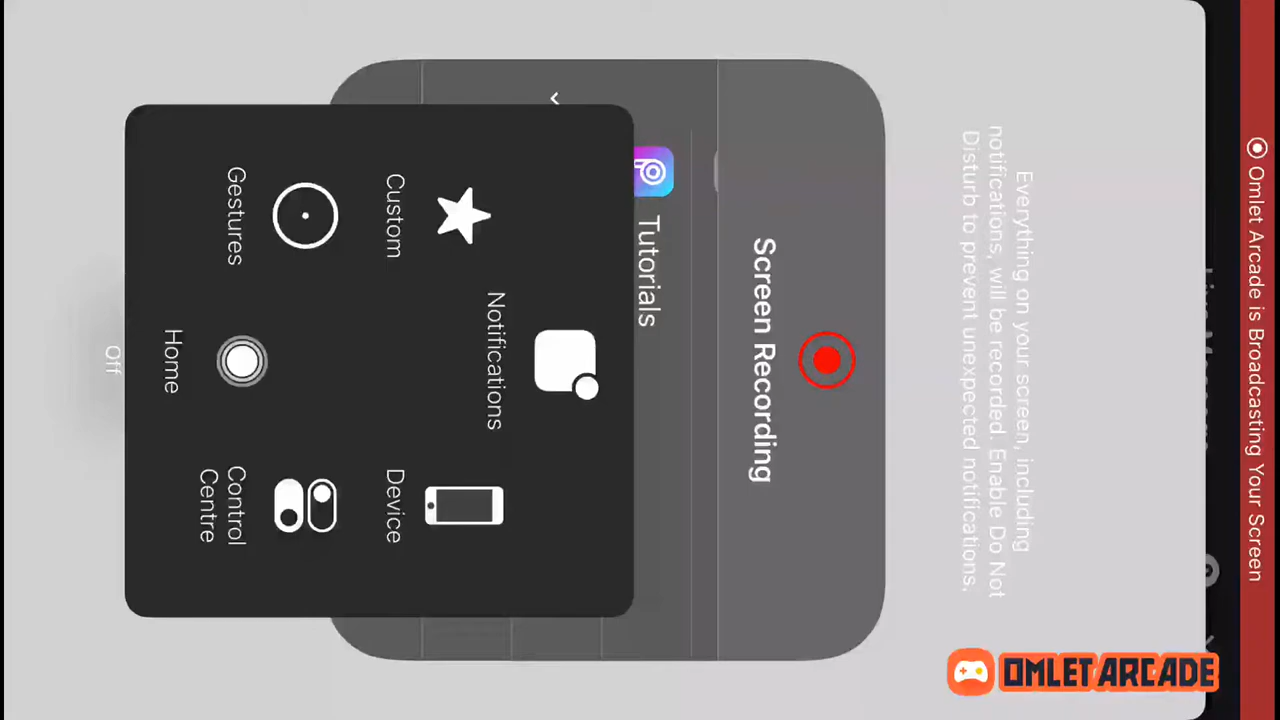 Omlet Arcade is Broadcasting Your Screen
Everything on your screen, including
notifications, will be recorded. Enable Do Not
Disturb to prevent unexpected notifications.
Screen Recording
Tutorials
Notifications
Custom
Device
Gestures
Control
Centre
Home
Off
OMLET ARCADE